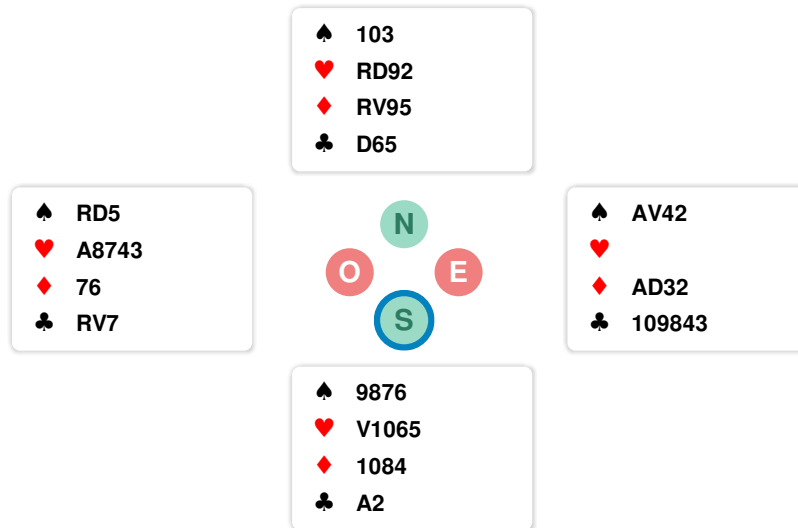 ♠ 103
♥ RD92
♦ RV95
♣ D65
♠ RD5
♥ A8743
♦ 76
♣ RV7
N
O E
S
♠ AV42
♥
♦ AD32
♣ 109843
♠ 9876
♥ V1065
♦ 1084
♣ A2